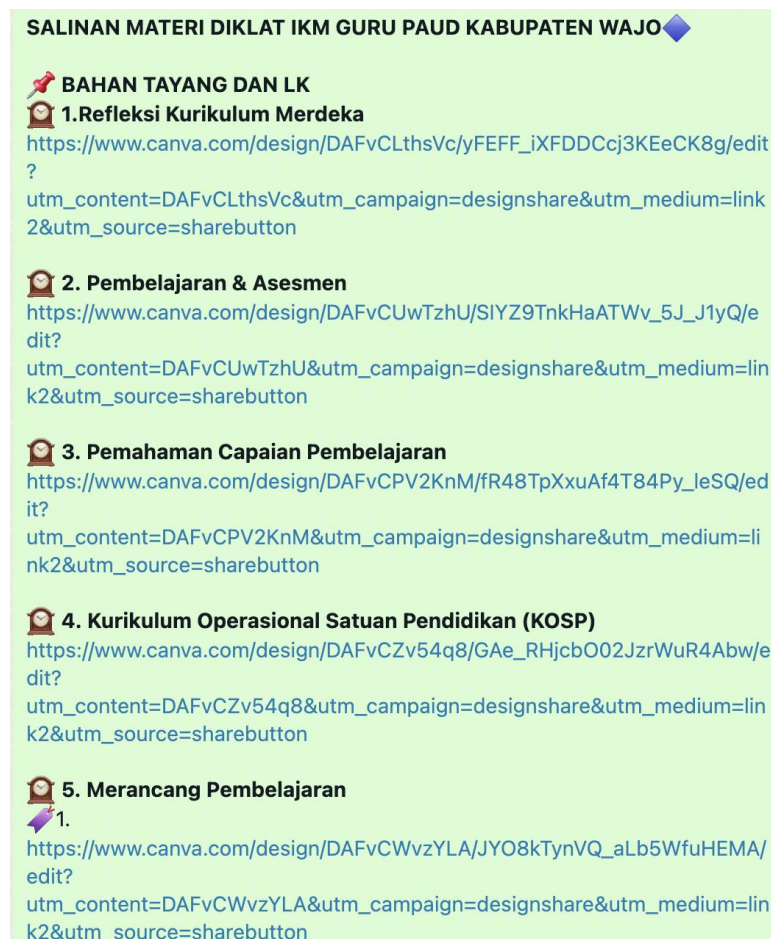 SALINAN MATERI DIKLAT IKM GURU PAUD KABUPATEN WAJO🔷
📌 BAHAN TAYANG DAN LK
🕰 1.Refleksi Kurikulum Merdeka
https://www.canva.com/design/DAFvCLthsVc/yFEFF_iXFDDCcj3KEeCK8g/edit
?
utm_content=DAFvCLthsVc&utm_campaign=designshare&utm_medium=link
2&utm_source=sharebutton
🕰 2. Pembelajaran & Asesmen
https://www.canva.com/design/DAFvCUwTzhU/SIYZ9TnkHaATWv_5J_J1yQ/e
dit?
utm_content=DAFvCUwTzhU&utm_campaign=designshare&utm_medium=lin
k2&utm_source=sharebutton
🕰 3. Pemahaman Capaian Pembelajaran
https://www.canva.com/design/DAFvCPV2KnM/fR48TpXxuAf4T84Py_leSQ/ed
it?
utm_content=DAFvCPV2KnM&utm_campaign=designshare&utm_medium=li
nk2&utm_source=sharebutton
🕰 4. Kurikulum Operasional Satuan Pendidikan (KOSP)
https://www.canva.com/design/DAFvCZv54q8/GAe_RHjcbO02JzrWuR4Abw/e
dit?
utm_content=DAFvCZv54q8&utm_campaign=designshare&utm_medium=lin
k2&utm_source=sharebutton
🕰 5. Merancang Pembelajaran
🔖1.
https://www.canva.com/design/DAFvCWvzYLA/JYO8kTynVQ_aLb5WfuHEMA/
edit?
utm_content=DAFvCWvzYLA&utm_campaign=designshare&utm_medium=lin
k2&utm_source=sharebutton